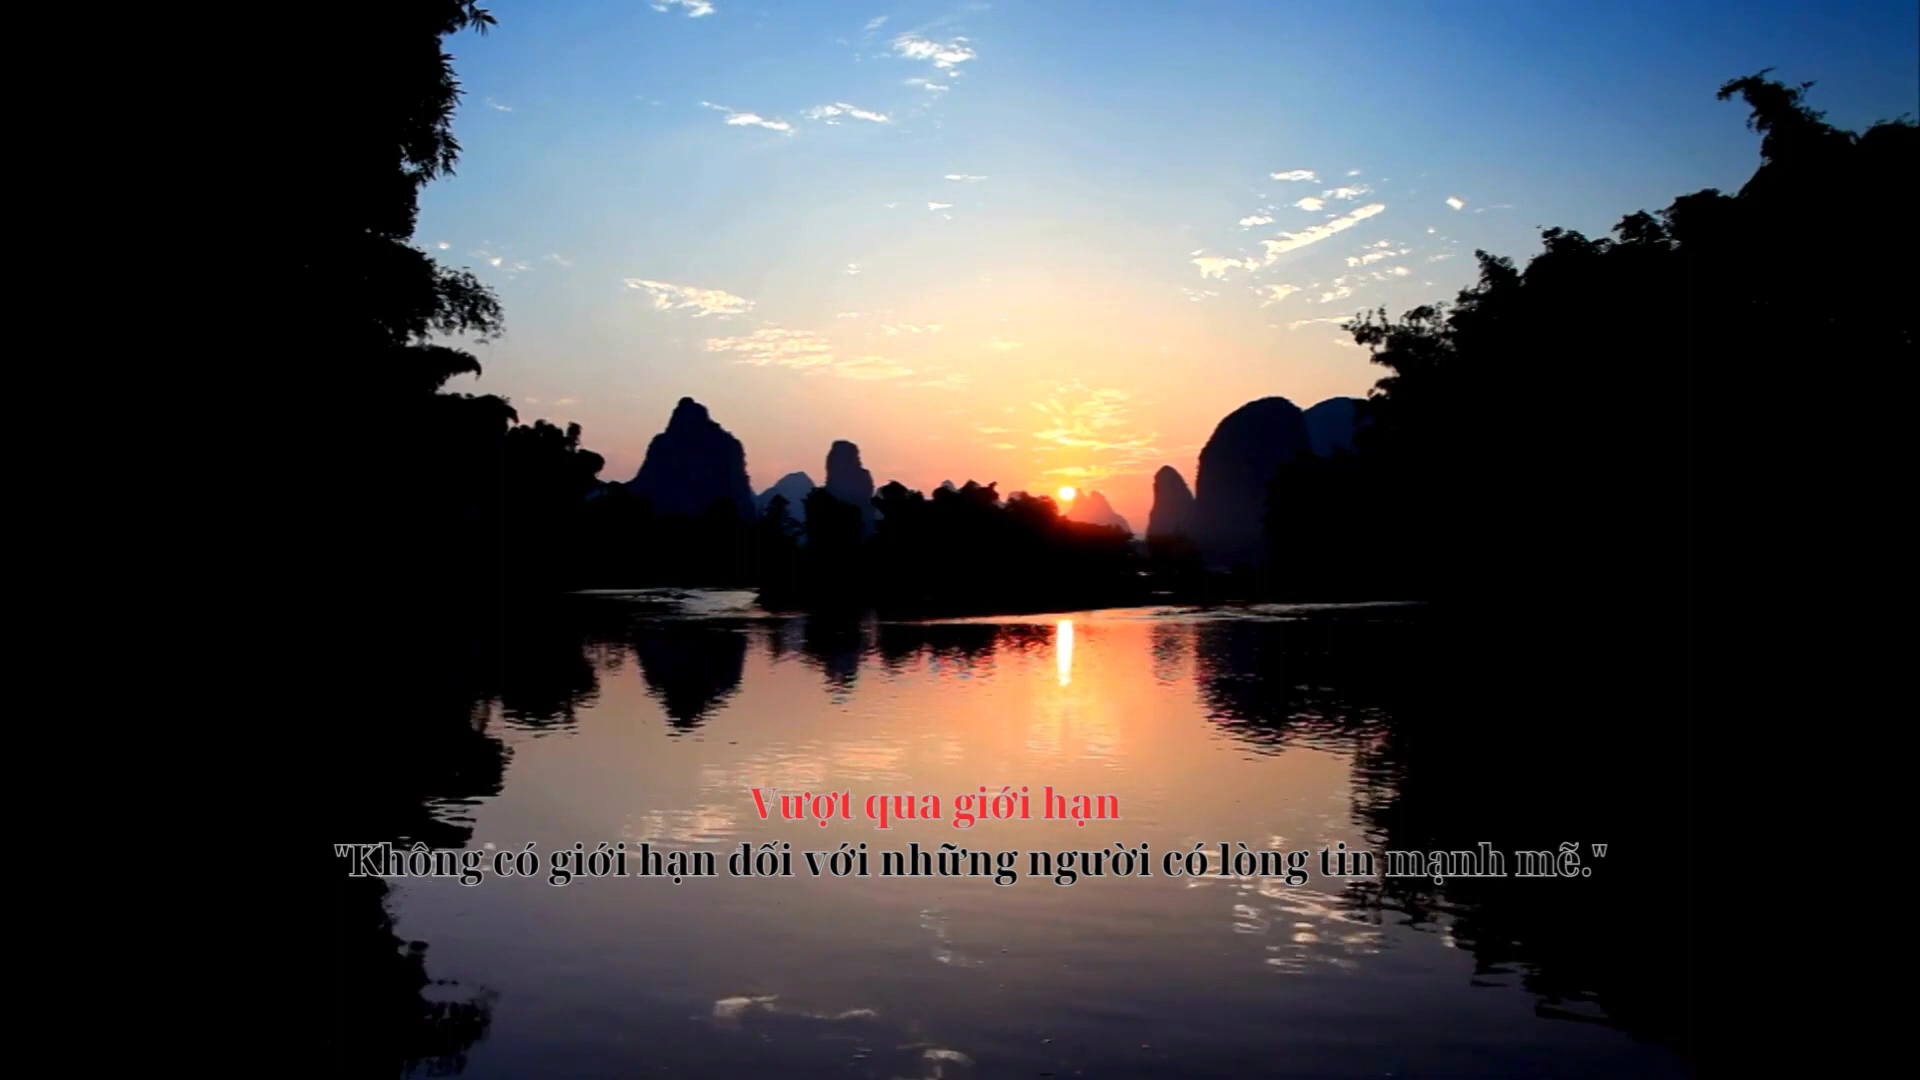 Vượt qua giới hạn
"Không có giới hạn đối với những người có lòng tin mạnh mẽ."